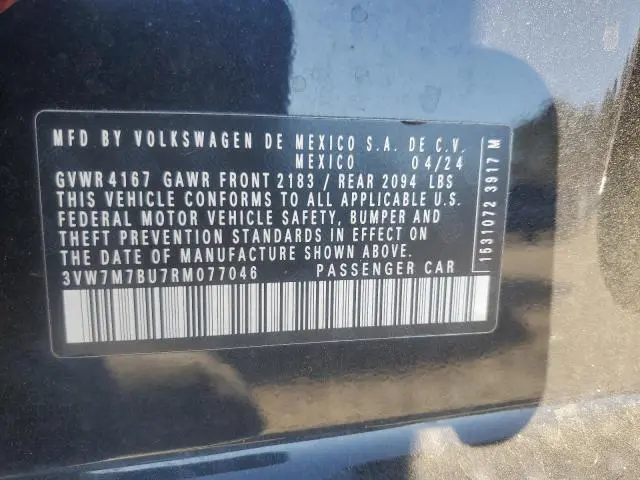 MFD BY VOLKSWAGEN DE MEXICO S.A. DE C.V.
MEXICO 04/24
GVWR 4167 GAWR FRONT 2183 / REAR 2094 LBS
THIS VEHICLE CONFORMS TO ALL APPLICABLE U.S.
FEDERAL MOTOR VEHICLE SAFETY, BUMPER AND
THEFT PREVENTION STANDARDS IN EFFECT ON
THE DATE OF MANUFACTURE SHOWN ABOVE.
3VW7M7BU7RM077046 PASSENGER CAR
1531072 3917 M